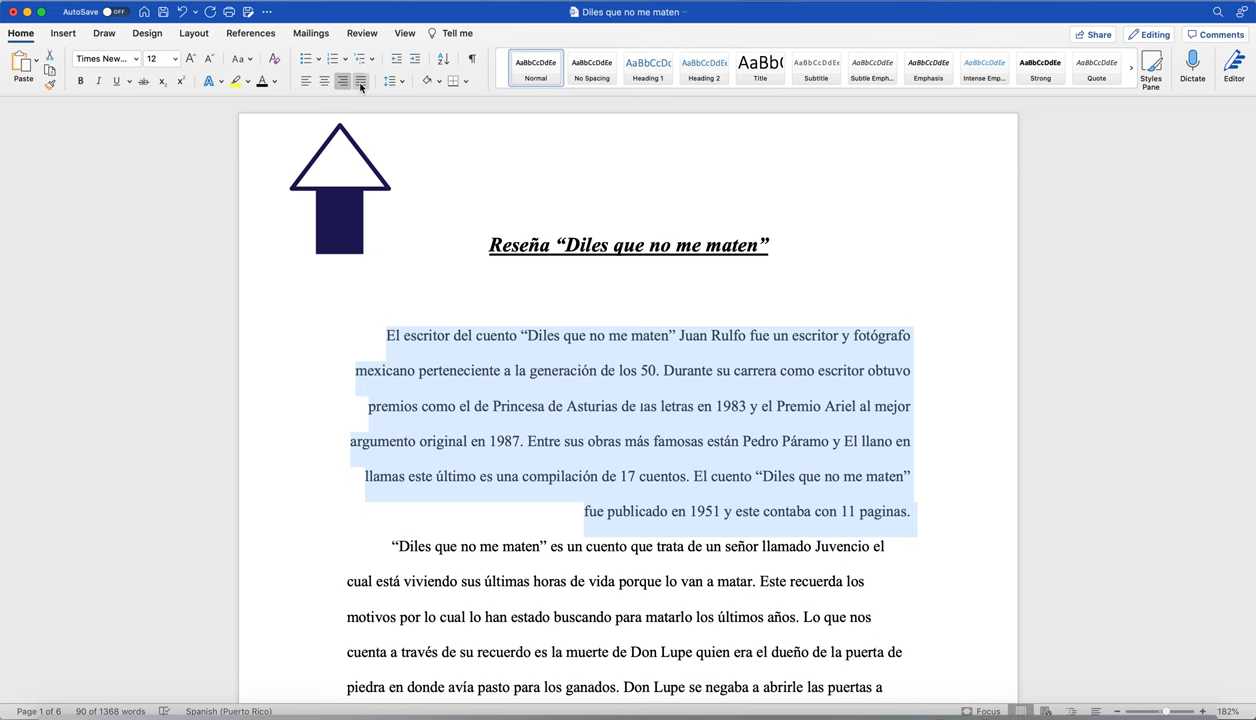 AutoSave OFF
Diles que no me maten
Home Insert Draw Design Layout References Mailings Review View Tell me
Share Editing Comments
Paste
Times New... 12
Aa
B I U ab x₂ x² A A
AaBbCcDdEe AaBbCcDdEe AaBbCcDc AaBbCcDdEe AaBb( AaBbCcDdEe AaBbCcDdEe AaBbCcDdEe AaBbCcDdEe AaBbCcDdEe AaBbCcDdEe
Normal No Spacing Heading 1 Heading 2 Title Subtitle Subtle Emph... Emphasis Intense Emp... Strong Quote
Styles Pane
Dictate
Editor
Reseña “Diles que no me maten”
El escritor del cuento “Diles que no me maten” Juan Rulfo fue un escritor y fotógrafo
mexicano perteneciente a la generación de los 50. Durante su carrera como escritor obtuvo
premios como el de Princesa de Asturias de las letras en 1983 y el Premio Ariel al mejor
argumento original en 1987. Entre sus obras más famosas están Pedro Páramo y El llano en
llamas este último es una compilación de 17 cuentos. El cuento “Diles que no me maten”
fue publicado en 1951 y este contaba con 11 paginas.
“Diles que no me maten” es un cuento que trata de un señor llamado Juvencio el
cual está viviendo sus últimas horas de vida porque lo van a matar. Este recuerda los
motivos por lo cual lo han estado buscando para matarlo los últimos años. Lo que nos
cuenta a través de su recuerdo es la muerte de Don Lupe quien era el dueño de la puerta de
piedra en donde avía pasto para los ganados. Don Lupe se negaba a abrirle las puertas a
Page 1 of 6 90 of 1368 words Spanish (Puerto Rico) Focus 182%